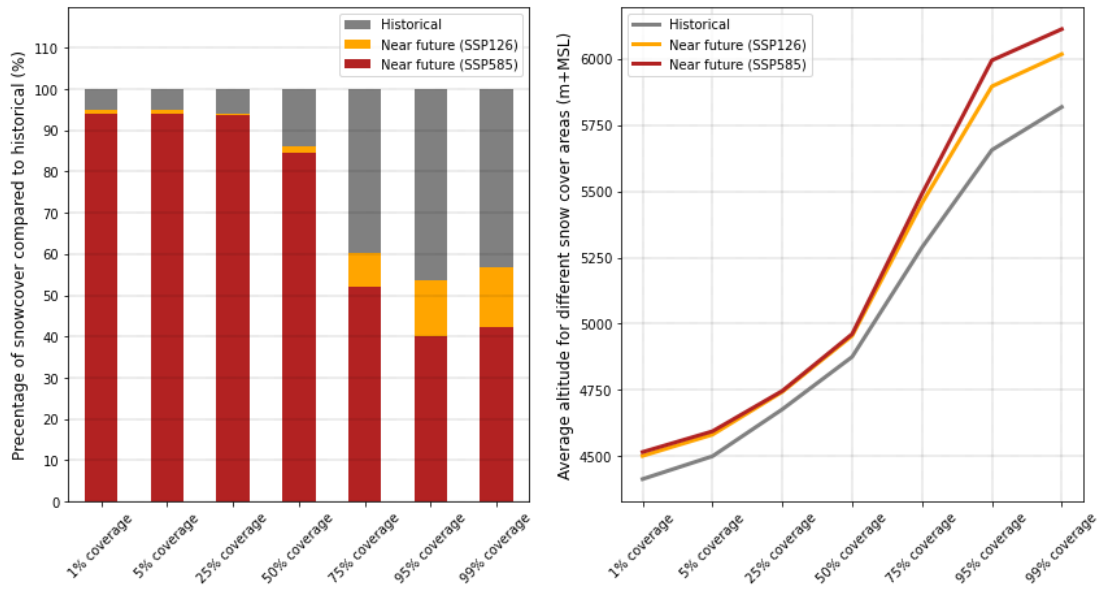 Precentage of snowcover compared to historical (%)
110
100
90
80
70
60
50
40
30
20
10
0
Historical
Near future (SSP126)
Near future (SSP585)
1% coverage
5% coverage
25% coverage
50% coverage
75% coverage
95% coverage
99% coverage
Average altitude for different snow cover areas (m+MSL)
6000
5750
5500
5250
5000
4750
4500
Historical
Near future (SSP126)
Near future (SSP585)
1% coverage
5% coverage
25% coverage
50% coverage
75% coverage
95% coverage
99% coverage